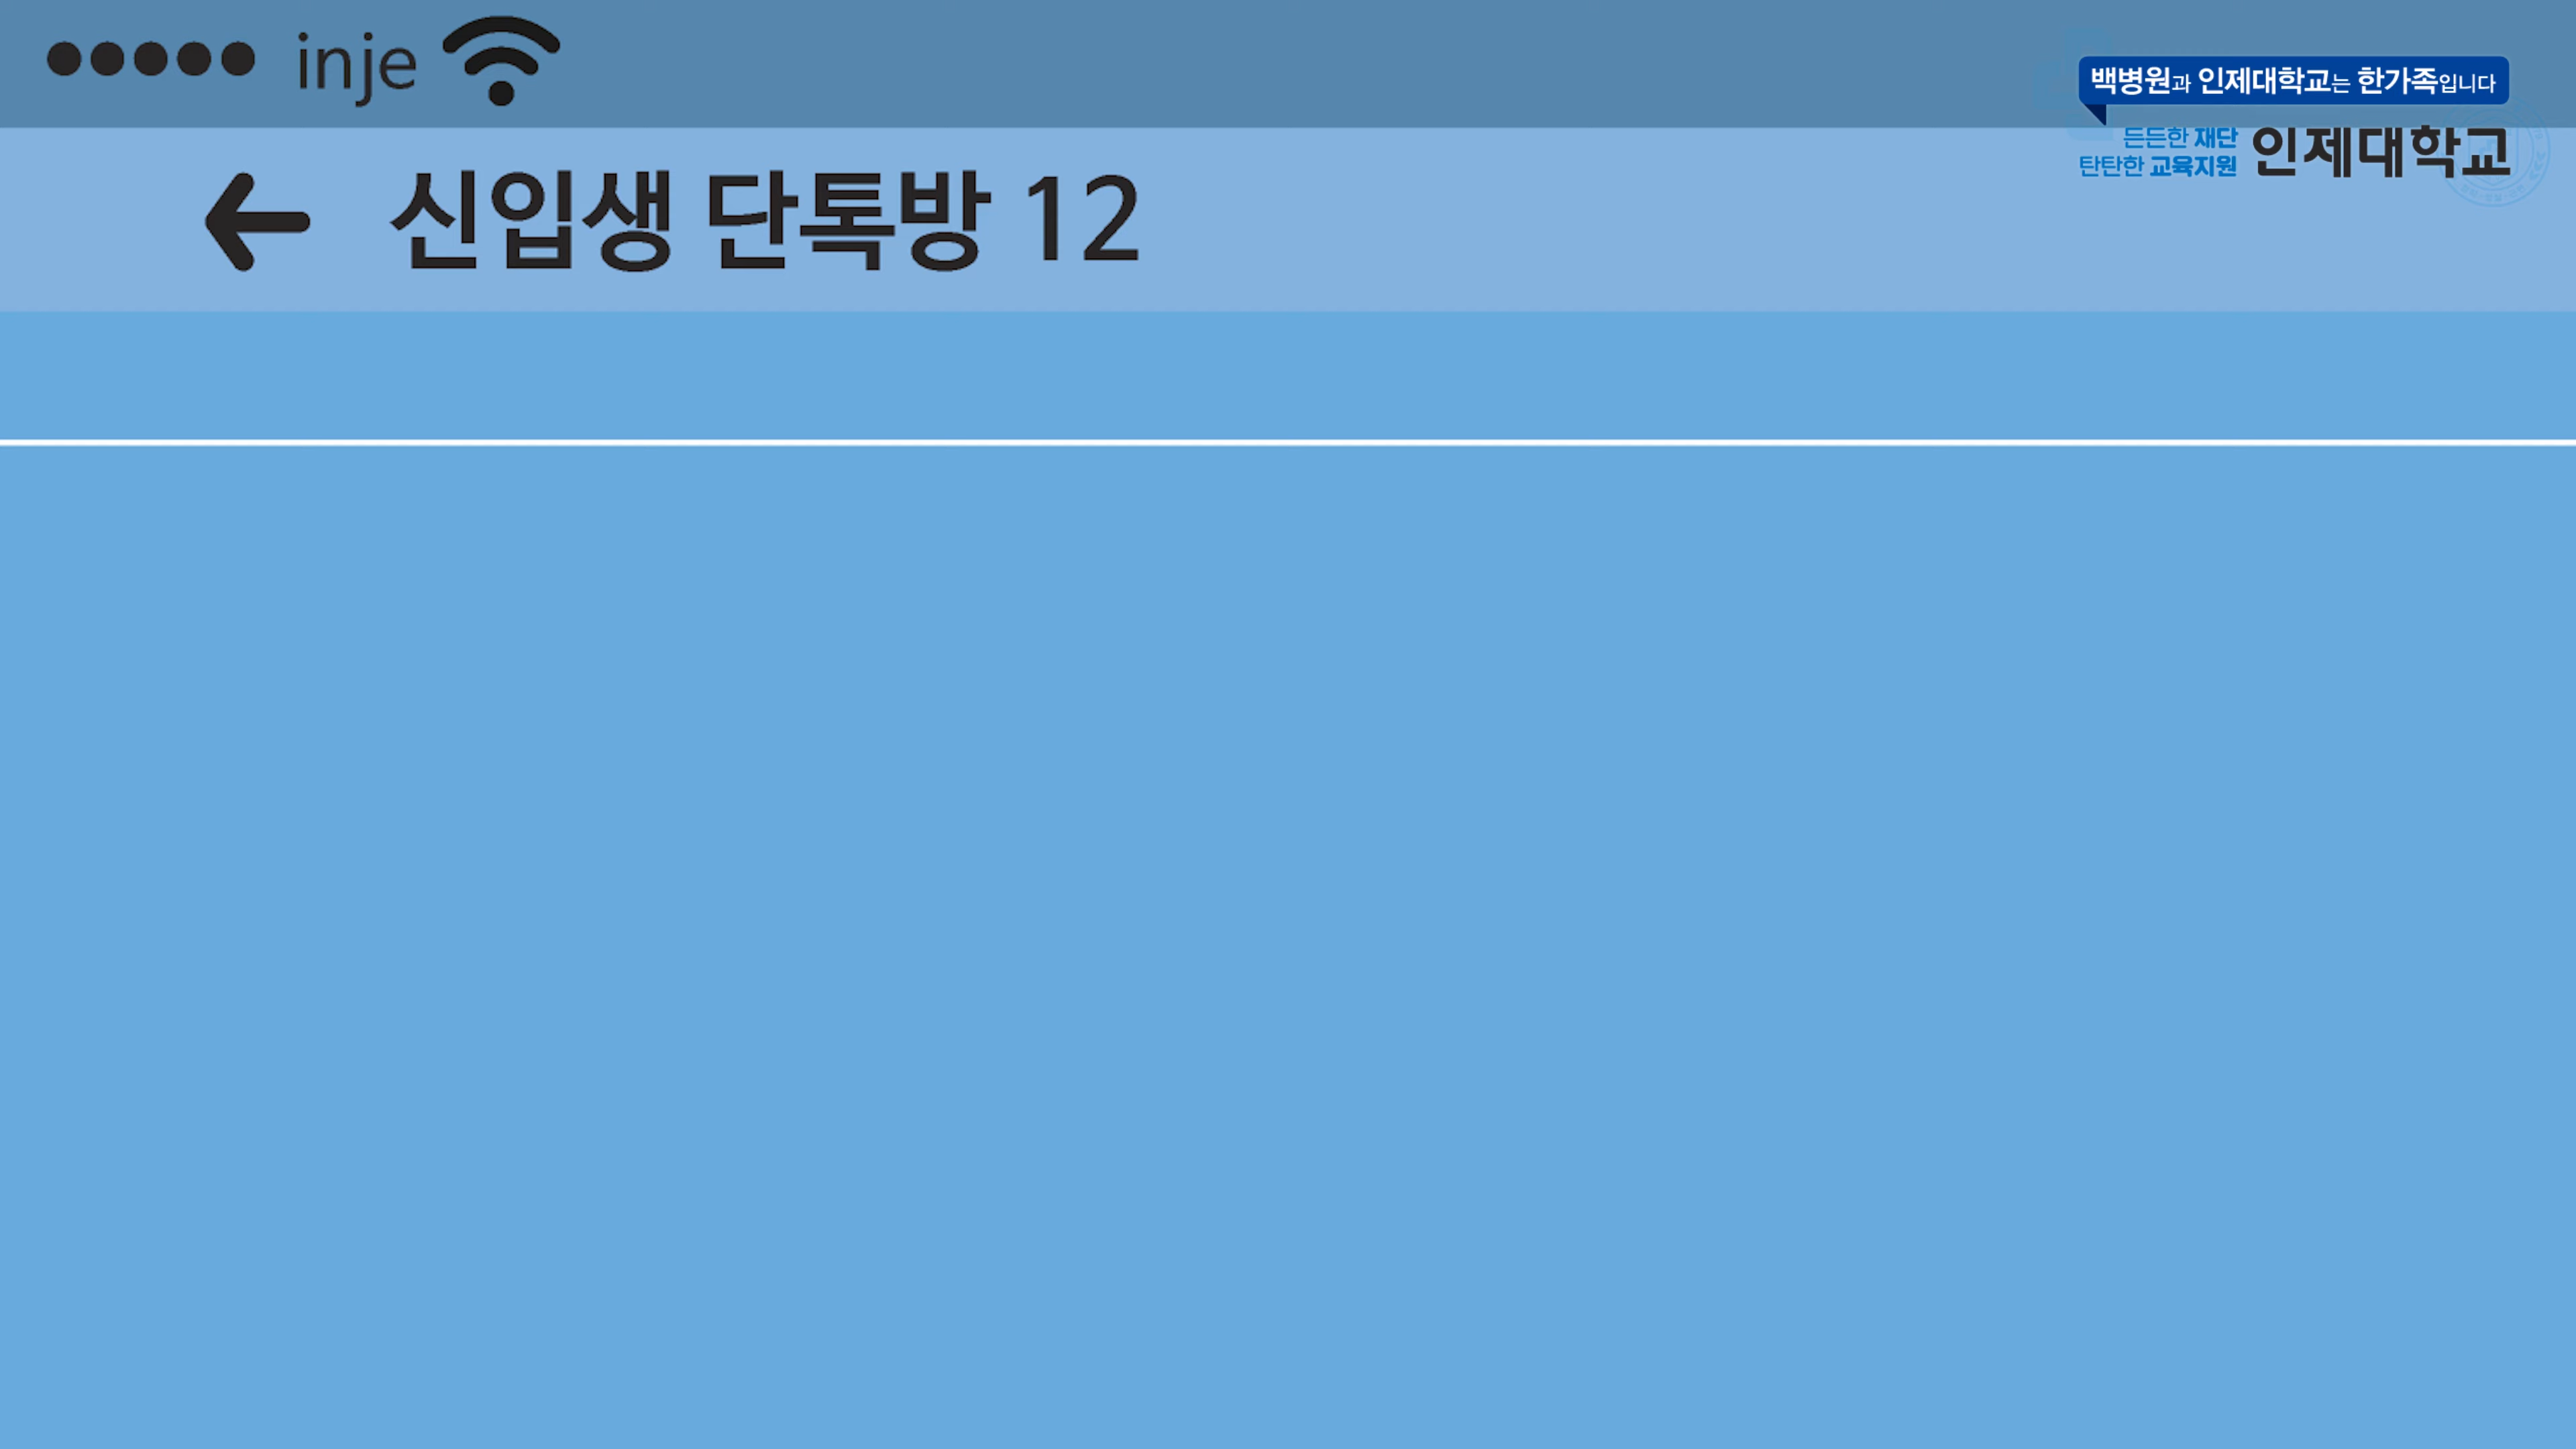 inje
백병원과 인제대학교는 한가족입니다
든든한 재단
탄탄한 교육지원
인제대학교
신입생 단톡방 12